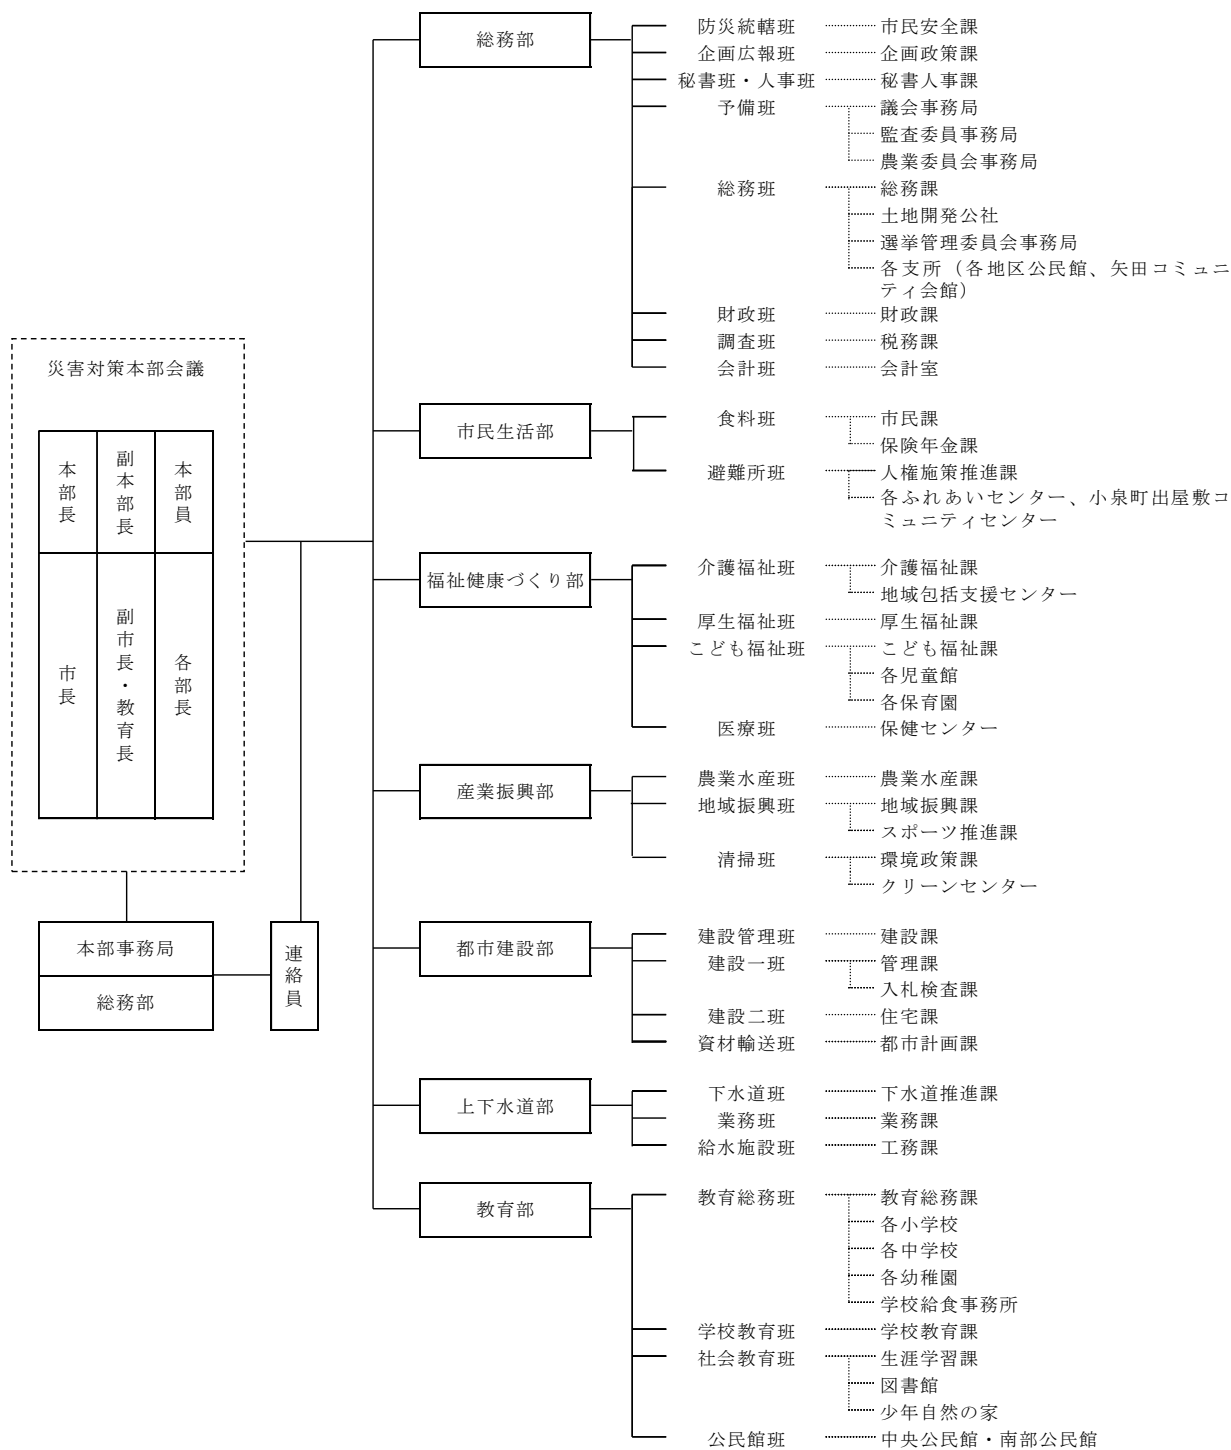 災害対策本部会議
本部長
副本部長
本部員
市長
副市長・教育長
各部長
本部事務局
総務部
連絡員
総務部
防災統轄班
市民安全課
企画広報班
企画政策課
秘書班・人事班
秘書人事課
予備班
議会事務局
監査委員事務局
農業委員会事務局
総務班
総務課
土地開発公社
選挙管理委員会事務局
各支所（各地区公民館、矢田コミュニ
ティ会館）
財政班
財政課
調査班
税務課
会計班
会計室
市民生活部
食料班
市民課
保険年金課
避難所班
人権施策推進課
各ふれあいセンター、小泉町出屋敷コ
ミュニティセンター
福祉健康づくり部
介護福祉班
介護福祉課
地域包括支援センター
厚生福祉班
厚生福祉課
こども福祉班
こども福祉課
各児童館
各保育園
医療班
保健センター
産業振興部
農業水産班
農業水産課
地域振興班
地域振興課
スポーツ推進課
清掃班
環境政策課
クリーンセンター
都市建設部
建設管理班
建設課
建設一班
管理課
入札検査課
建設二班
住宅課
資材輸送班
都市計画課
上下水道部
下水道班
下水道推進課
業務班
業務課
給水施設班
工務課
教育部
教育総務班
教育総務課
各小学校
各中学校
各幼稚園
学校給食事務所
学校教育班
学校教育課
社会教育班
生涯学習課
図書館
少年自然の家
公民館班
中央公民館・南部公民館